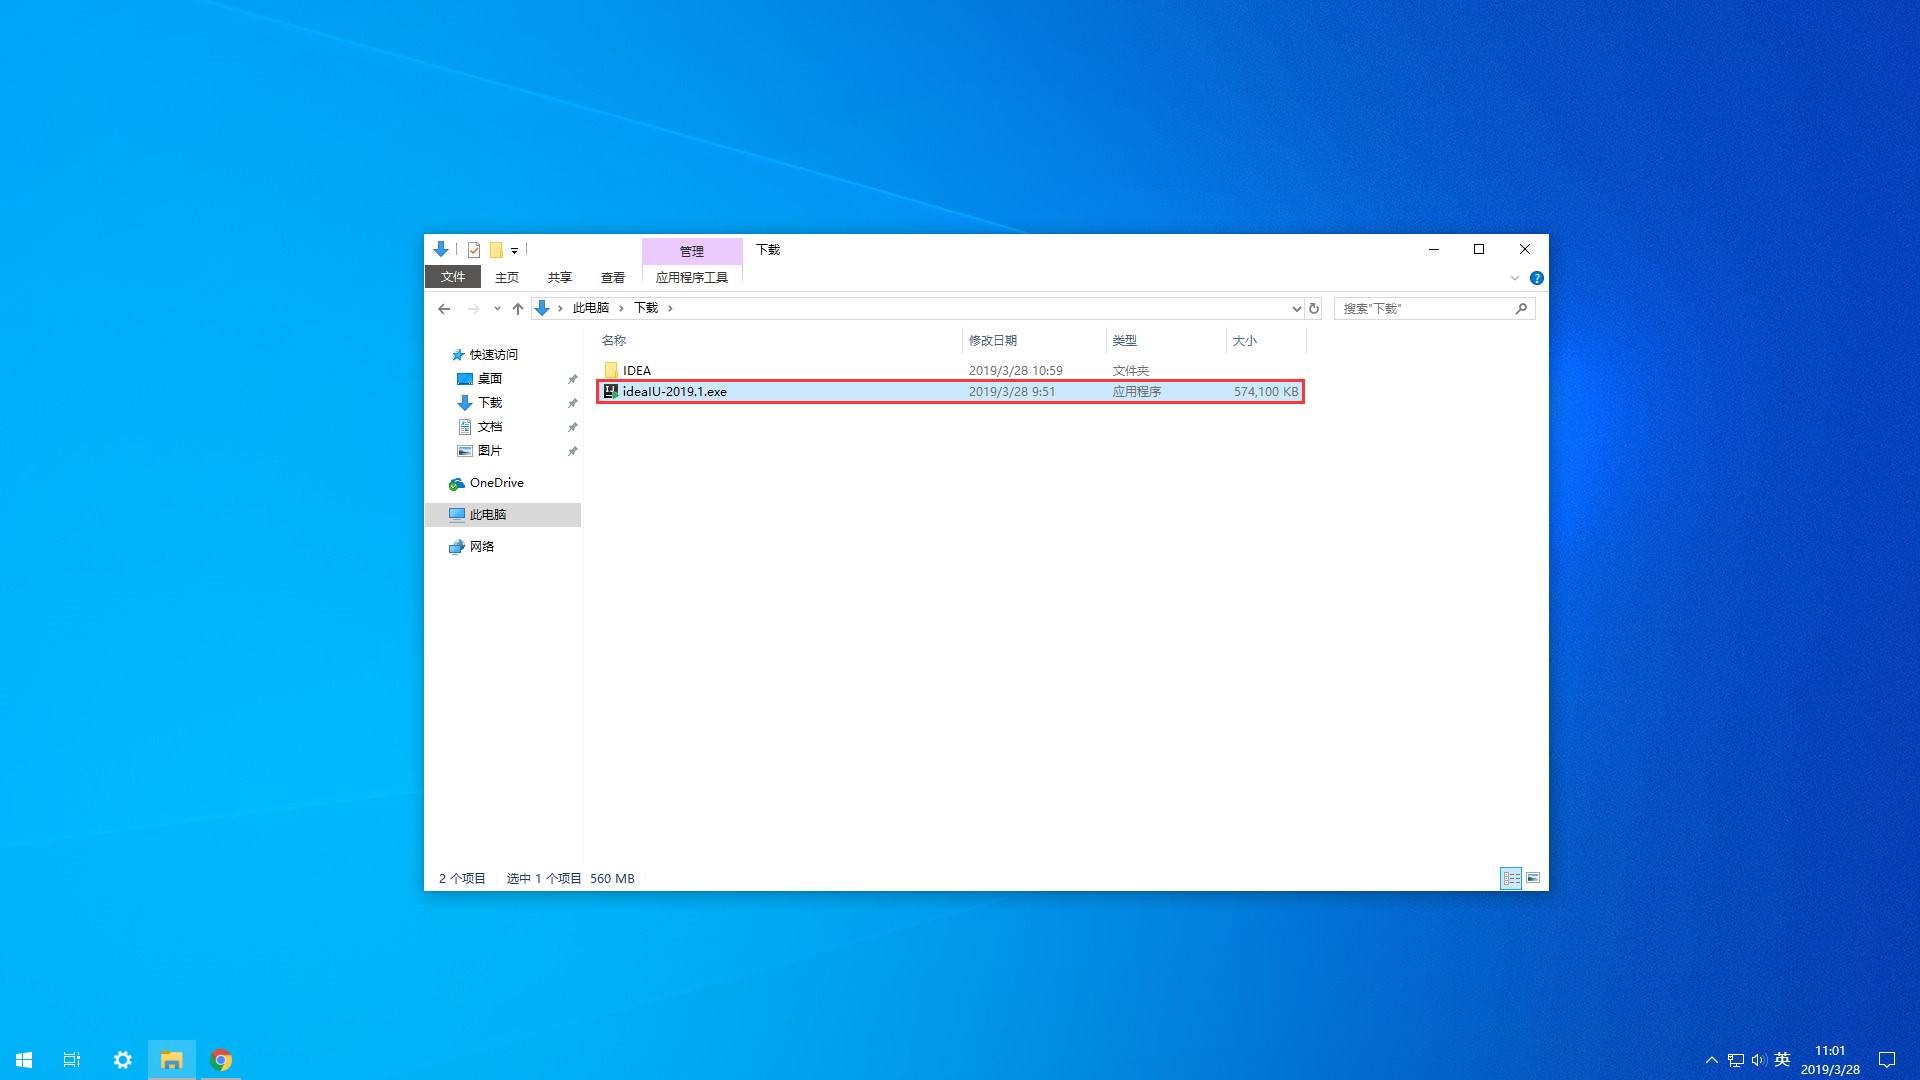 管理
下载
文件
主页
共享
查看
应用程序工具
此电脑
下载
搜索"下载"
名称
修改日期
类型
大小
快速访问
桌面
下载
文档
图片
OneDrive
此电脑
网络
IDEA
2019/3/28 10:59
文件夹
ideaIU-2019.1.exe
2019/3/28 9:51
应用程序
574,100 KB
2 个项目
选中 1 个项目 560 MB
英
11:01
2019/3/28